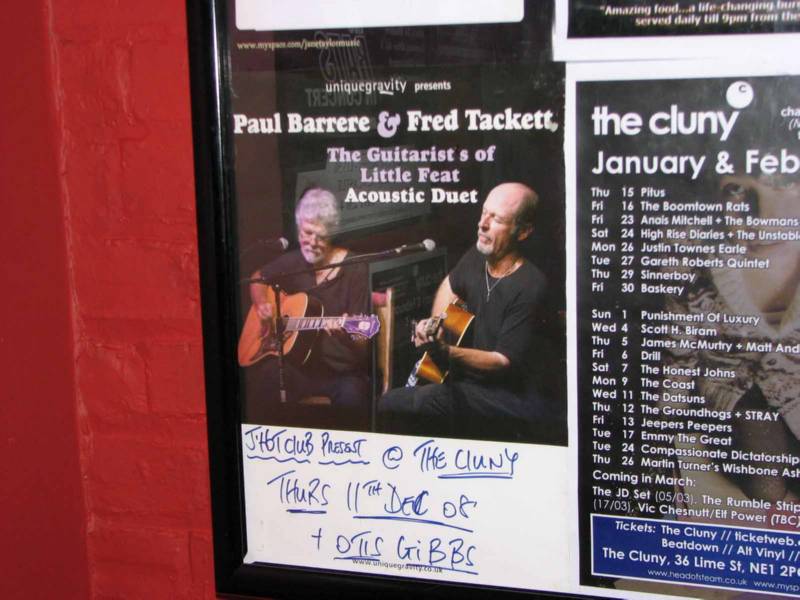 www.myspace.com/janetaylormusic
uniquegravity presents
Paul Barrere & Fred Tackett
The Guitarist s of
Little Feat
Acoustic Duet
J·HOT CLUB PRESENT @ THE CLUNY
THURS 11TH DEC 08
+ OTIS GIBBS
www.uniquegravity.co.uk
"Amazing food...a life-changing
served daily till 9pm from
the cluny
January & Feb
Thu 15 Pitus
Fri 16 The Boomtown Rats
Fri 23 Anais Mitchell + The Bowmans
Sat 24 High Rise Diaries + The
Mon 26 Justin Townes Earle
Tue 27 Gareth Roberts Quintet
Thu 29 Sinnerboy
Fri 30 Baskery
Sun 1 Punishment Of Luxury
Wed 4 Scott H. Biram
Thu 5 James McMurtry + Matt And
Fri 6 Drill
Sat 7 The Honest Johns
Mon 9 The Coast
Wed 11 The Datsuns
Thu 12 The Groundhogs + STRAY
Fri 13 Jeepers Peepers
Tue 17 Emmy The Great
Tue 24 Compassionate Dictatorship
Thu 26 Martin Turner's Wishbone Ash
Coming in March:
The JD Set (05/03), The Rumble Strip
(17/03), Vic Chesnutt/Elf Power (TBC)
Tickets: The Cluny // ticketweb.c
Beatdown // Alt Vinyl //
The Cluny, 36 Lime St, NE1 2P
www.headofsteam.co.uk www.mysp